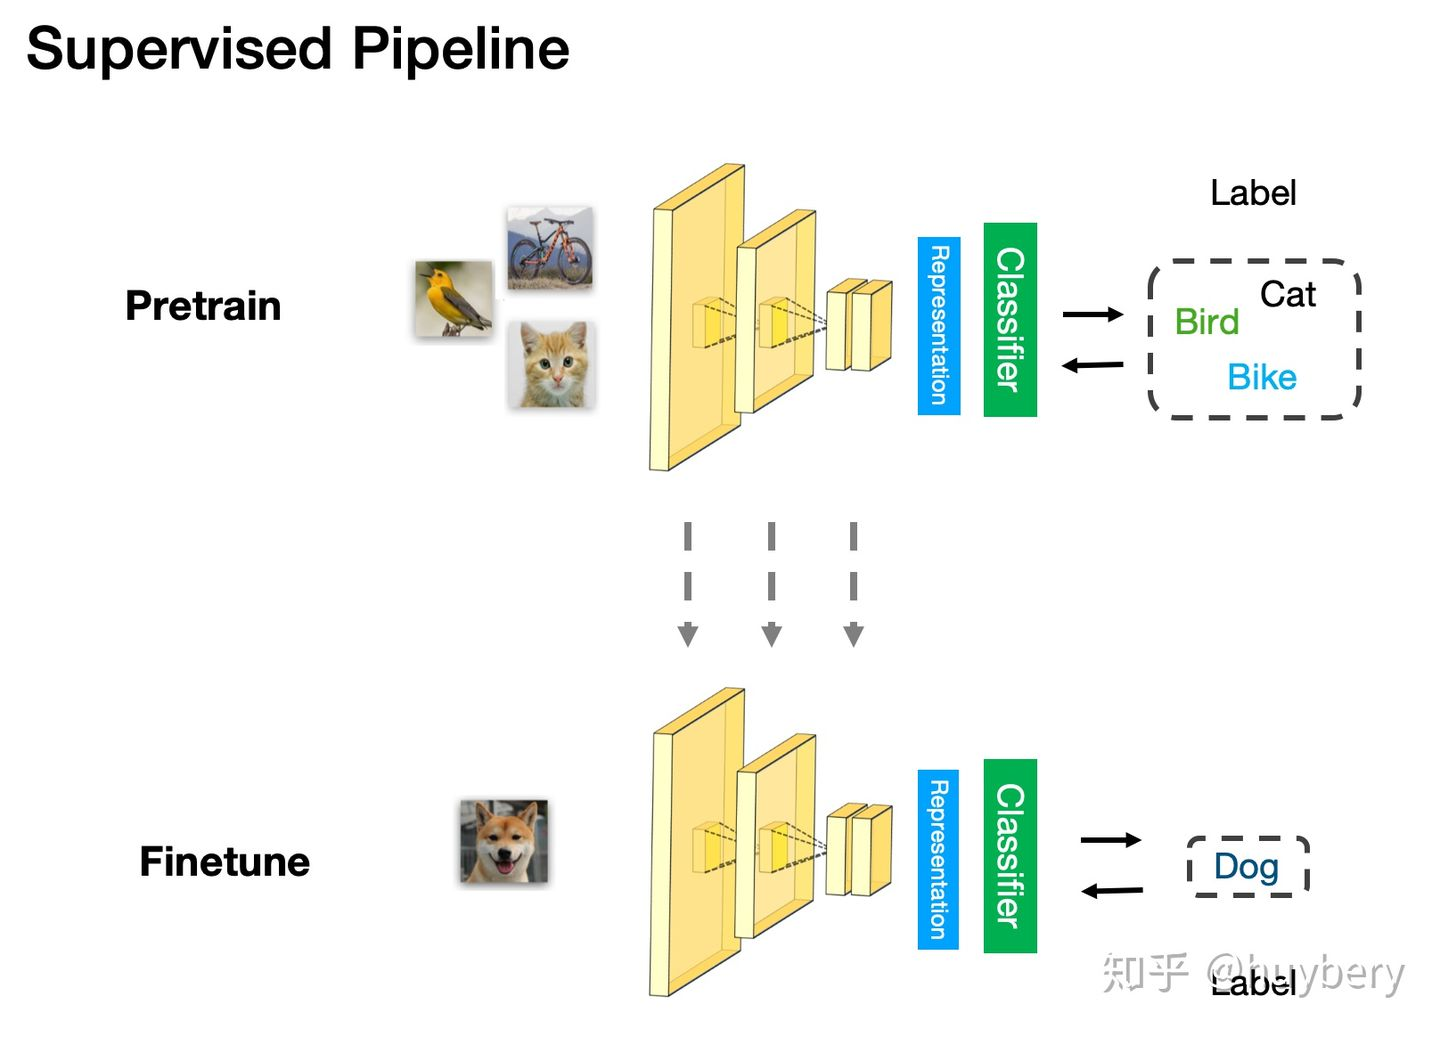 Supervised Pipeline
Label
Pretrain
Representation
Classifier
Cat
Bird
Bike
Finetune
Representation
Classifier
Dog
Label
知乎 @huybery